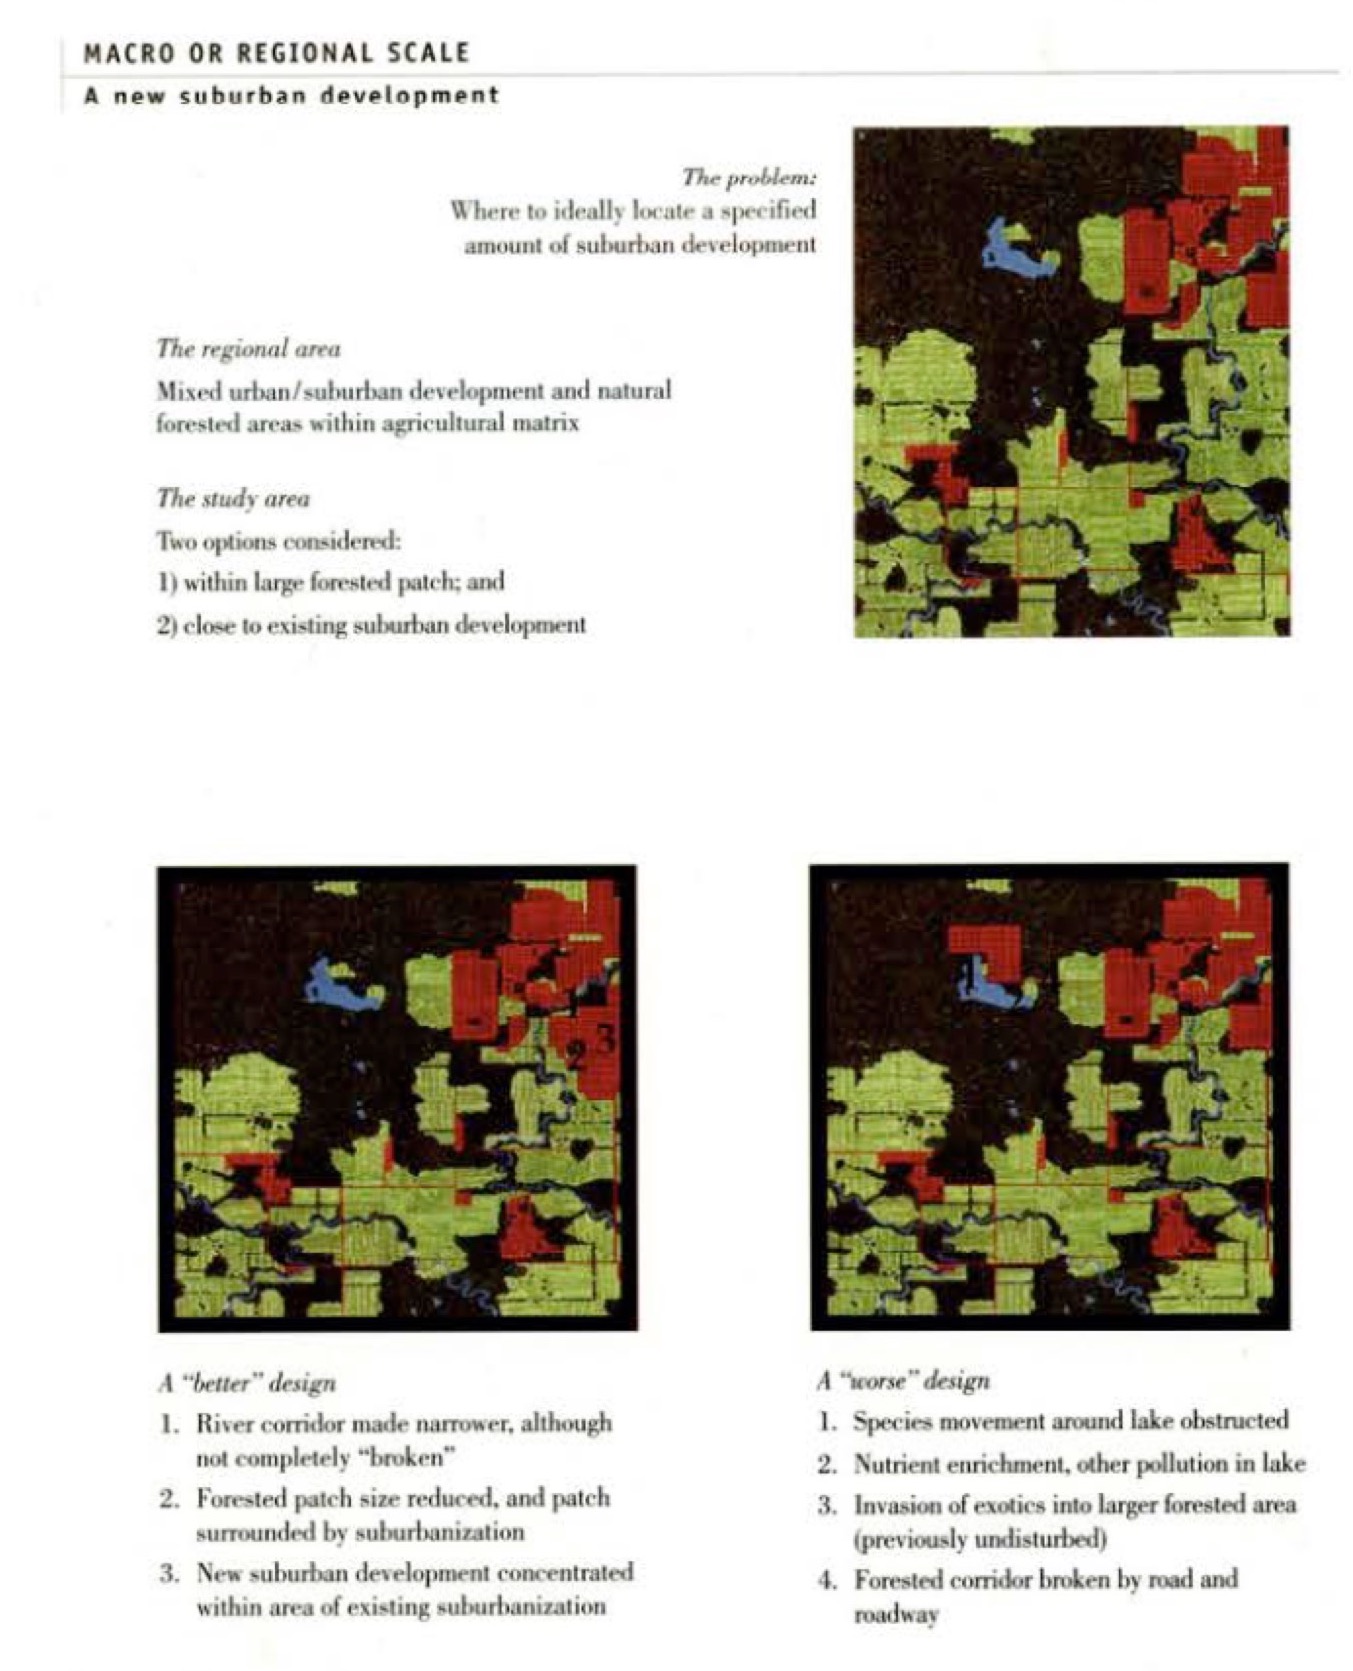 MACRO OR REGIONAL SCALE
A new suburban development
The problem:
Where to ideally locate a specified
amount of suburban development
The regional area
Mixed urban/suburban development and natural
forested areas within agricultural matrix
The study area
Two options considered:
1) within large forested patch; and
2) close to existing suburban development
1
3
2
1
A "better" design
1. River corridor made narrower, although
not completely "broken"
2. Forested patch size reduced, and patch
surrounded by suburbanization
3. New suburban development concentrated
within area of existing suburbanization
A "worse" design
1. Species movement around lake obstructed
2. Nutrient enrichment, other pollution in lake
3. Invasion of exotics into larger forested area
(previously undisturbed)
4. Forested corridor broken by road and
roadway